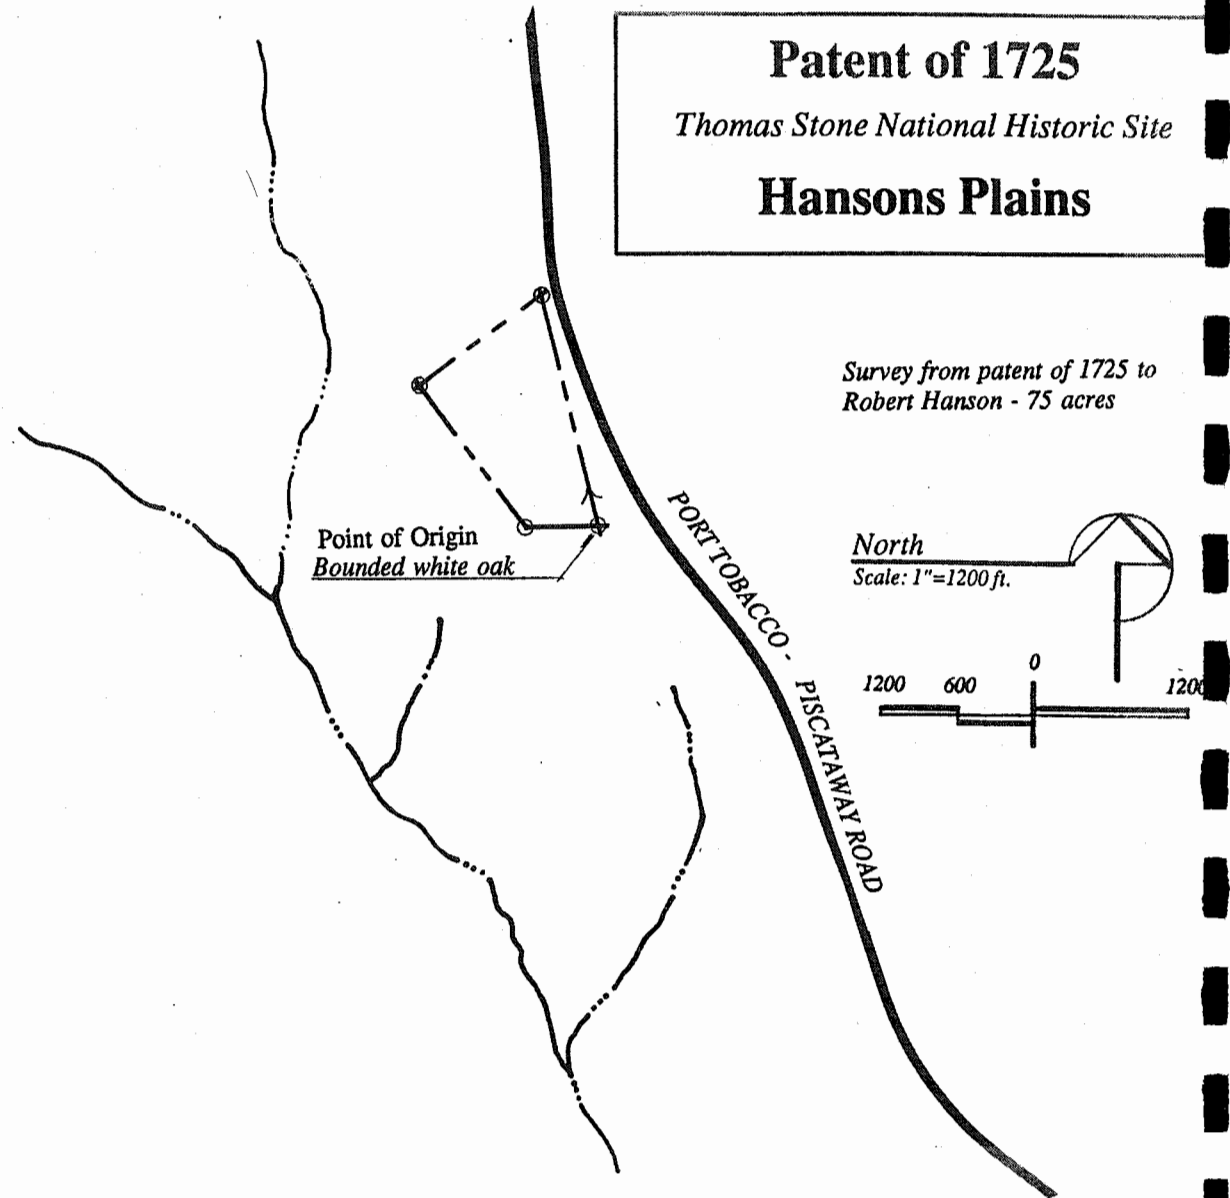 Patent of 1725
Thomas Stone National Historic Site
Hansons Plains
Survey from patent of 1725 to
Robert Hanson - 75 acres
Point of Origin
Bounded white oak
PORT TOBACCO - PISCATAWAY ROAD
North
Scale: 1"=1200 ft.
1200 600 0 1200